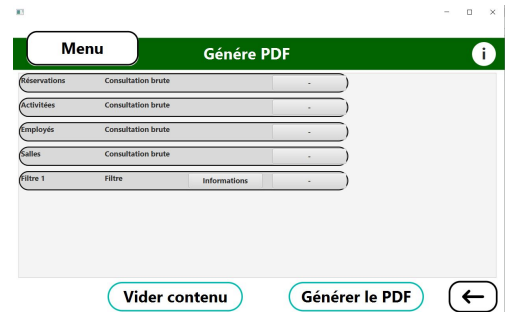 Menu
Génére PDF
i
Réservations Consultation brute -
Activitées Consultation brute -
Employés Consultation brute -
Salles Consultation brute -
Filtre 1 Filtre Informations -
Vider contenu
Générer le PDF